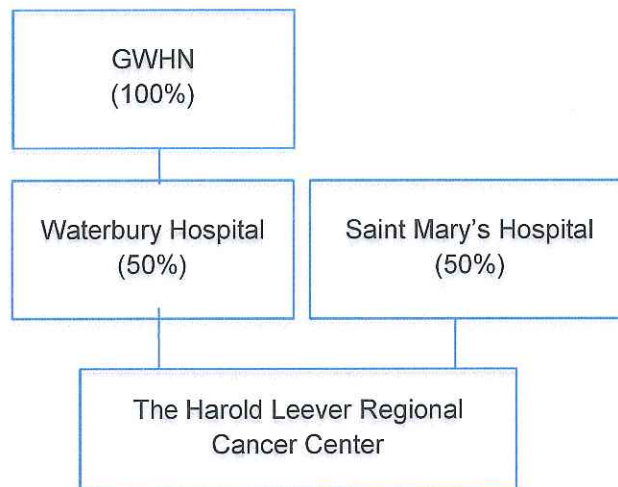 GWHN
(100%)
Waterbury Hospital
(50%)
Saint Mary's Hospital
(50%)
The Harold Leever Regional
Cancer Center